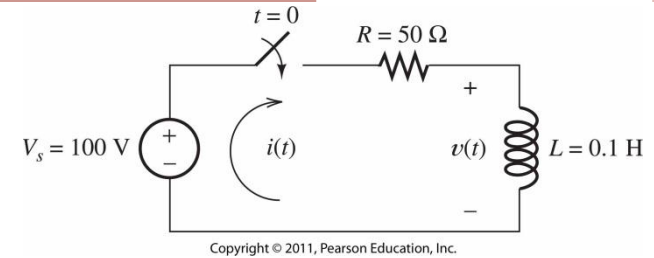 t = 0
R = 50 Ω
V_s = 100 V
+
−
i(t)
+
v(t)
−
L = 0.1 H
Copyright © 2011, Pearson Education, Inc.